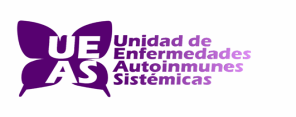 UE
AS
Unidad de
Enfermedades
Autoinmunes
Sistémicas